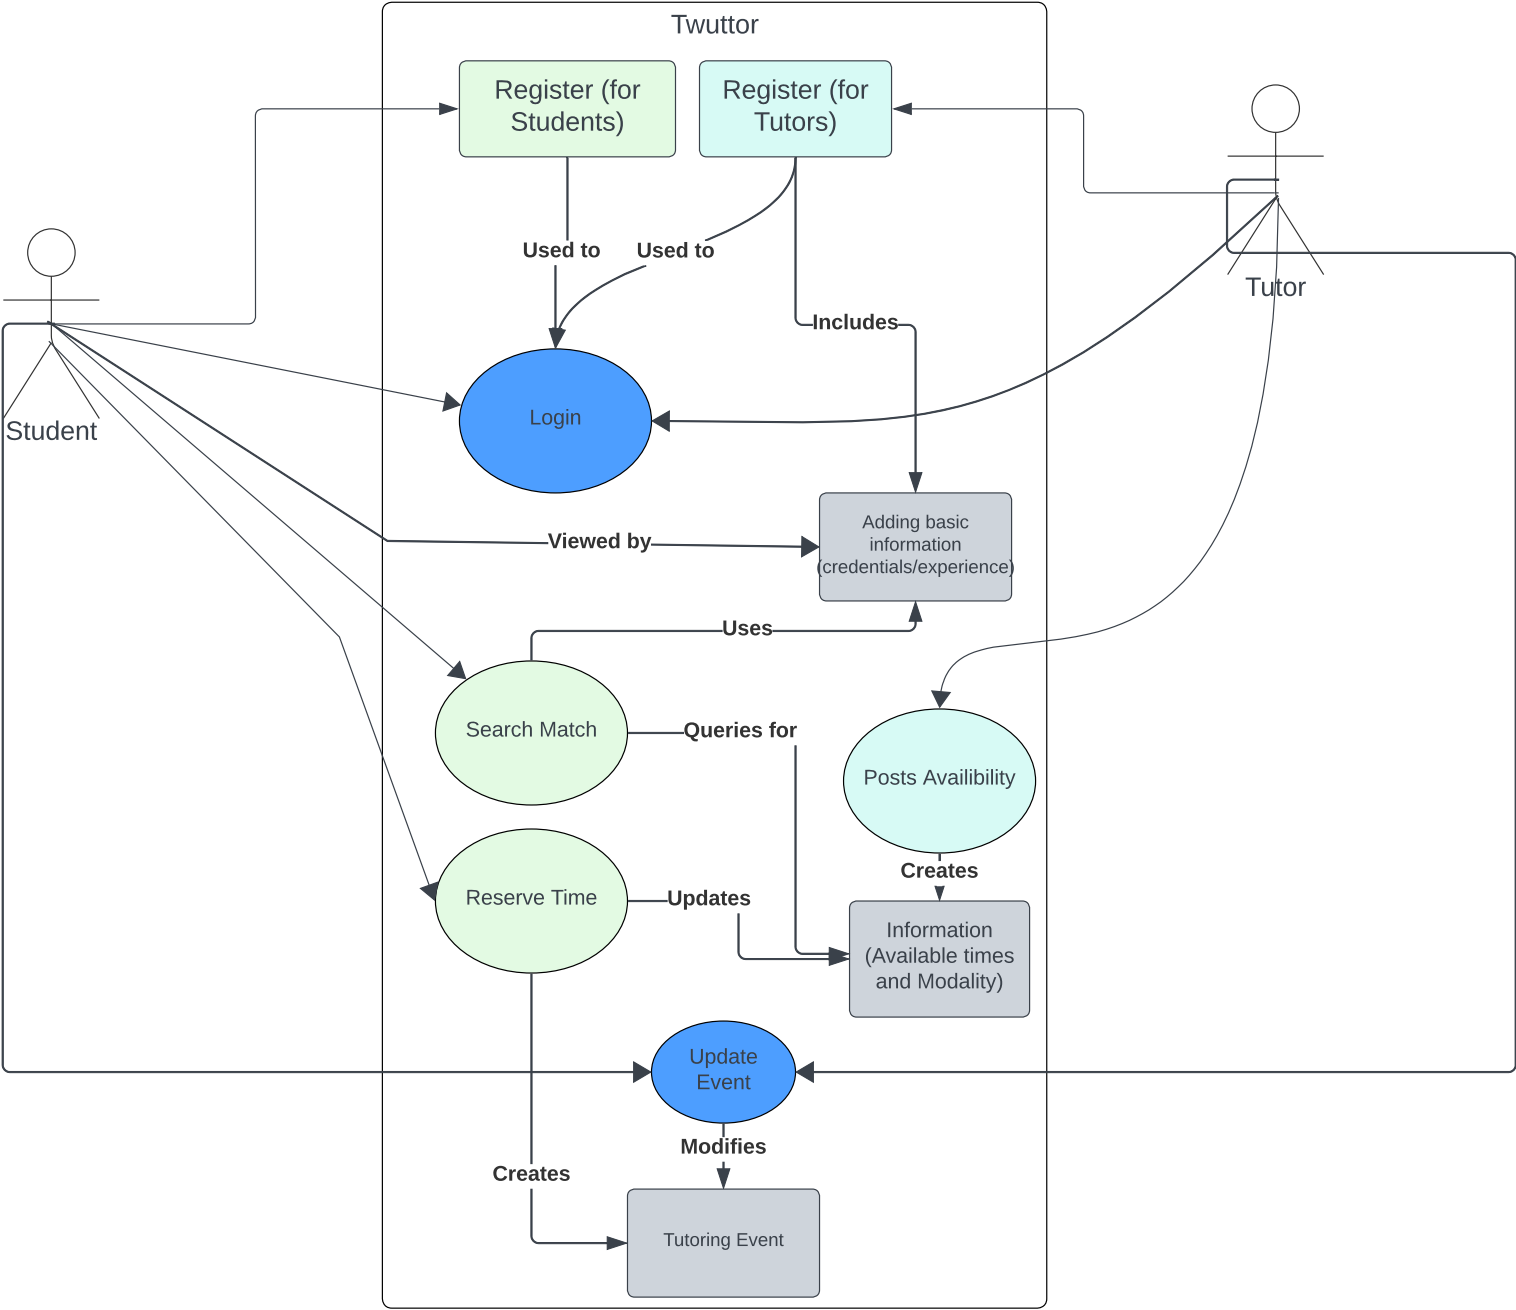 Twuttor
Register (for
Students)
Register (for
Tutors)
Used to
Used to
Tutor
Includes
Login
Student
Adding basic
information
(credentials/experience)
Viewed by
Uses
Search Match
Queries for
Posts Availibility
Creates
Reserve Time
Updates
Information
(Available times
and Modality)
Update
Event
Modifies
Creates
Tutoring Event